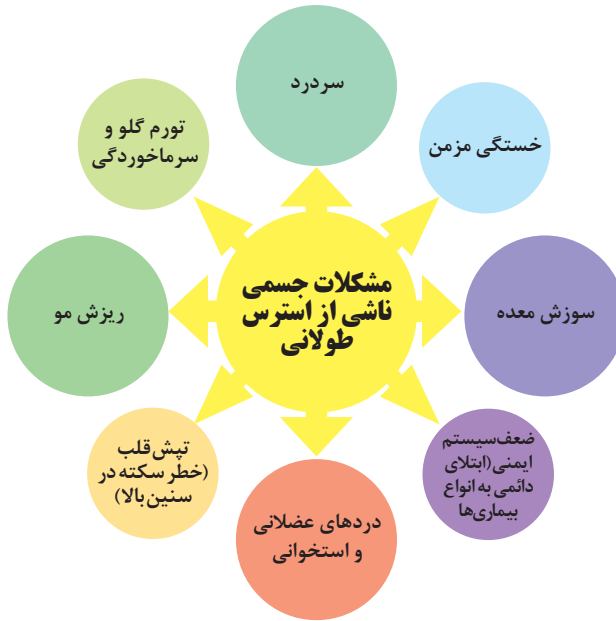 مشکلات جسمی
ناشی از استرس
طولانی
سردرد
خستگی مزمن
سوزش معده
ضعف سیستم
ایمنی (ابتلای
دائمی به انواع
بیماری‌ها
دردهای عضلانی
و استخوانی
تپش قلب
(خطر سکته در
سنین بالا)
ریزش مو
تورم گلو و
سرماخوردگی